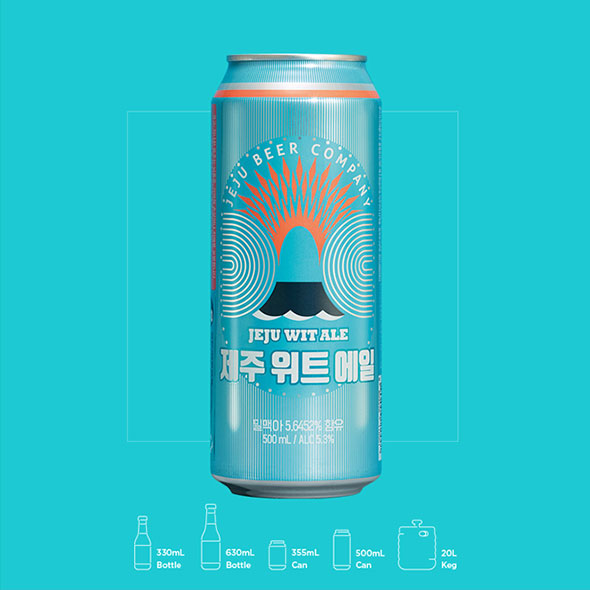 JEJU BEER COMPANY
JEJU WIT ALE
제주 위트 에일
밀맥아 5.6452% 함유
500 mL / ALC 5.3%
330mL
Bottle
630mL
Bottle
355mL
Can
500mL
Can
20L
Keg